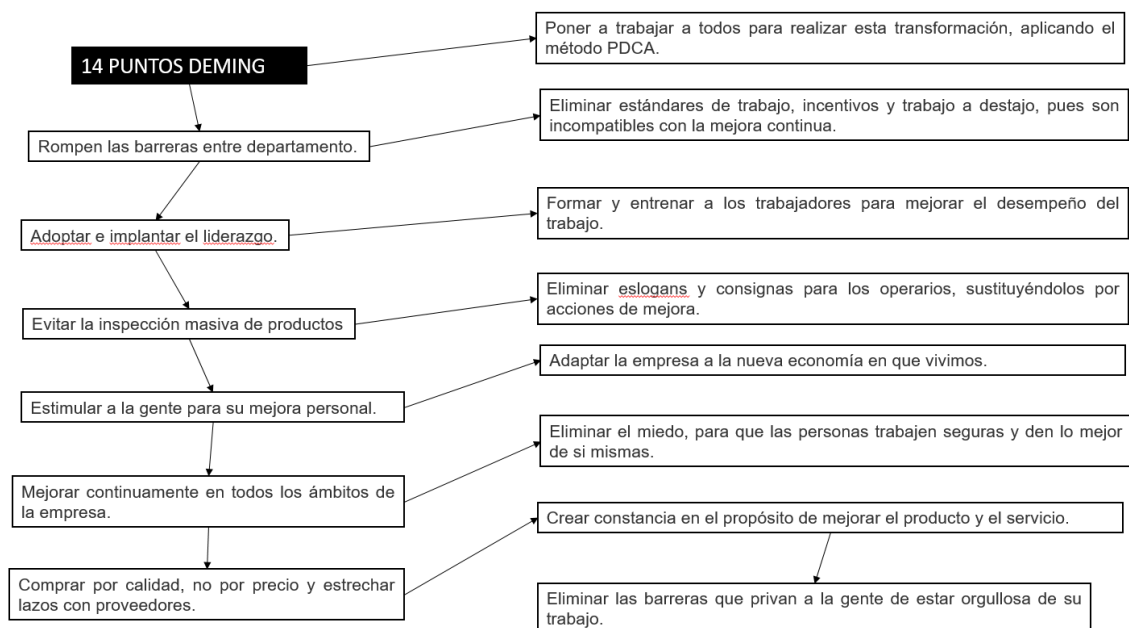 14 PUNTOS DEMING
Rompen las barreras entre departamento.
Adoptar e implantar el liderazgo.
Evitar la inspección masiva de productos
Estimular a la gente para su mejora personal.
Mejorar continuamente en todos los ámbitos de
la empresa.
Comprar por calidad, no por precio y estrechar
lazos con proveedores.
Poner a trabajar a todos para realizar esta transformación, aplicando el
método PDCA.
Eliminar estándares de trabajo, incentivos y trabajo a destajo, pues son
incompatibles con la mejora continua.
Formar y entrenar a los trabajadores para mejorar el desempeño del
trabajo.
Eliminar eslogans y consignas para los operarios, sustituyéndolos por
acciones de mejora.
Adaptar la empresa a la nueva economía en que vivimos.
Eliminar el miedo, para que las personas trabajen seguras y den lo mejor
de si mismas.
Crear constancia en el propósito de mejorar el producto y el servicio.
Eliminar las barreras que privan a la gente de estar orgullosa de su
trabajo.